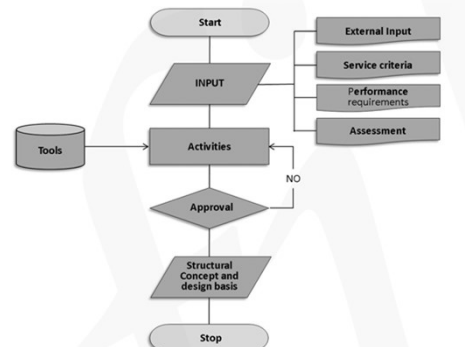 Start
External Input
Service criteria
INPUT
Performance
requirements
Assessment
Tools
Activities
NO
Approval
Structural
Concept and
design basis
Stop